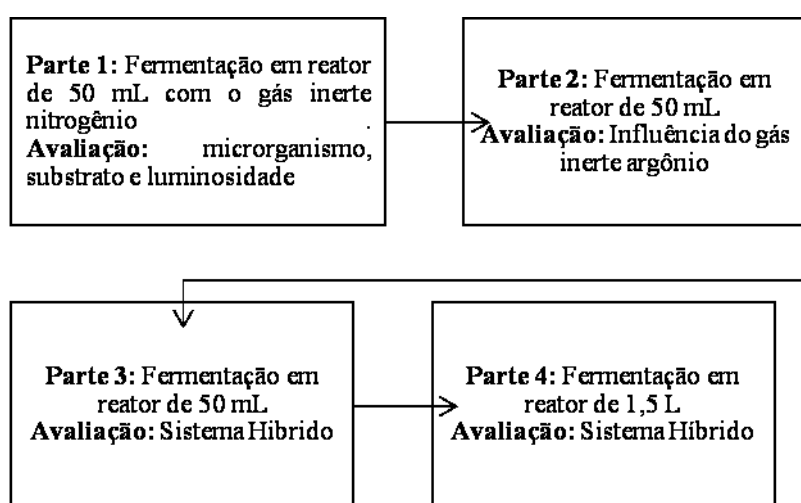 Parte 1: Fermentação em reator
de 50 mL com o gás inerte
nitrogênio .
Avaliação: microrganismo,
substrato e luminosidade
Parte 2: Fermentação em
reator de 50 mL
Avaliação: Influência do gás
inerte argônio
Parte 3: Fermentação em
reator de 50 mL
Avaliação: Sistema Hibrido
Parte 4: Fermentação em
reator de 1,5 L
Avaliação: Sistema Híbrido